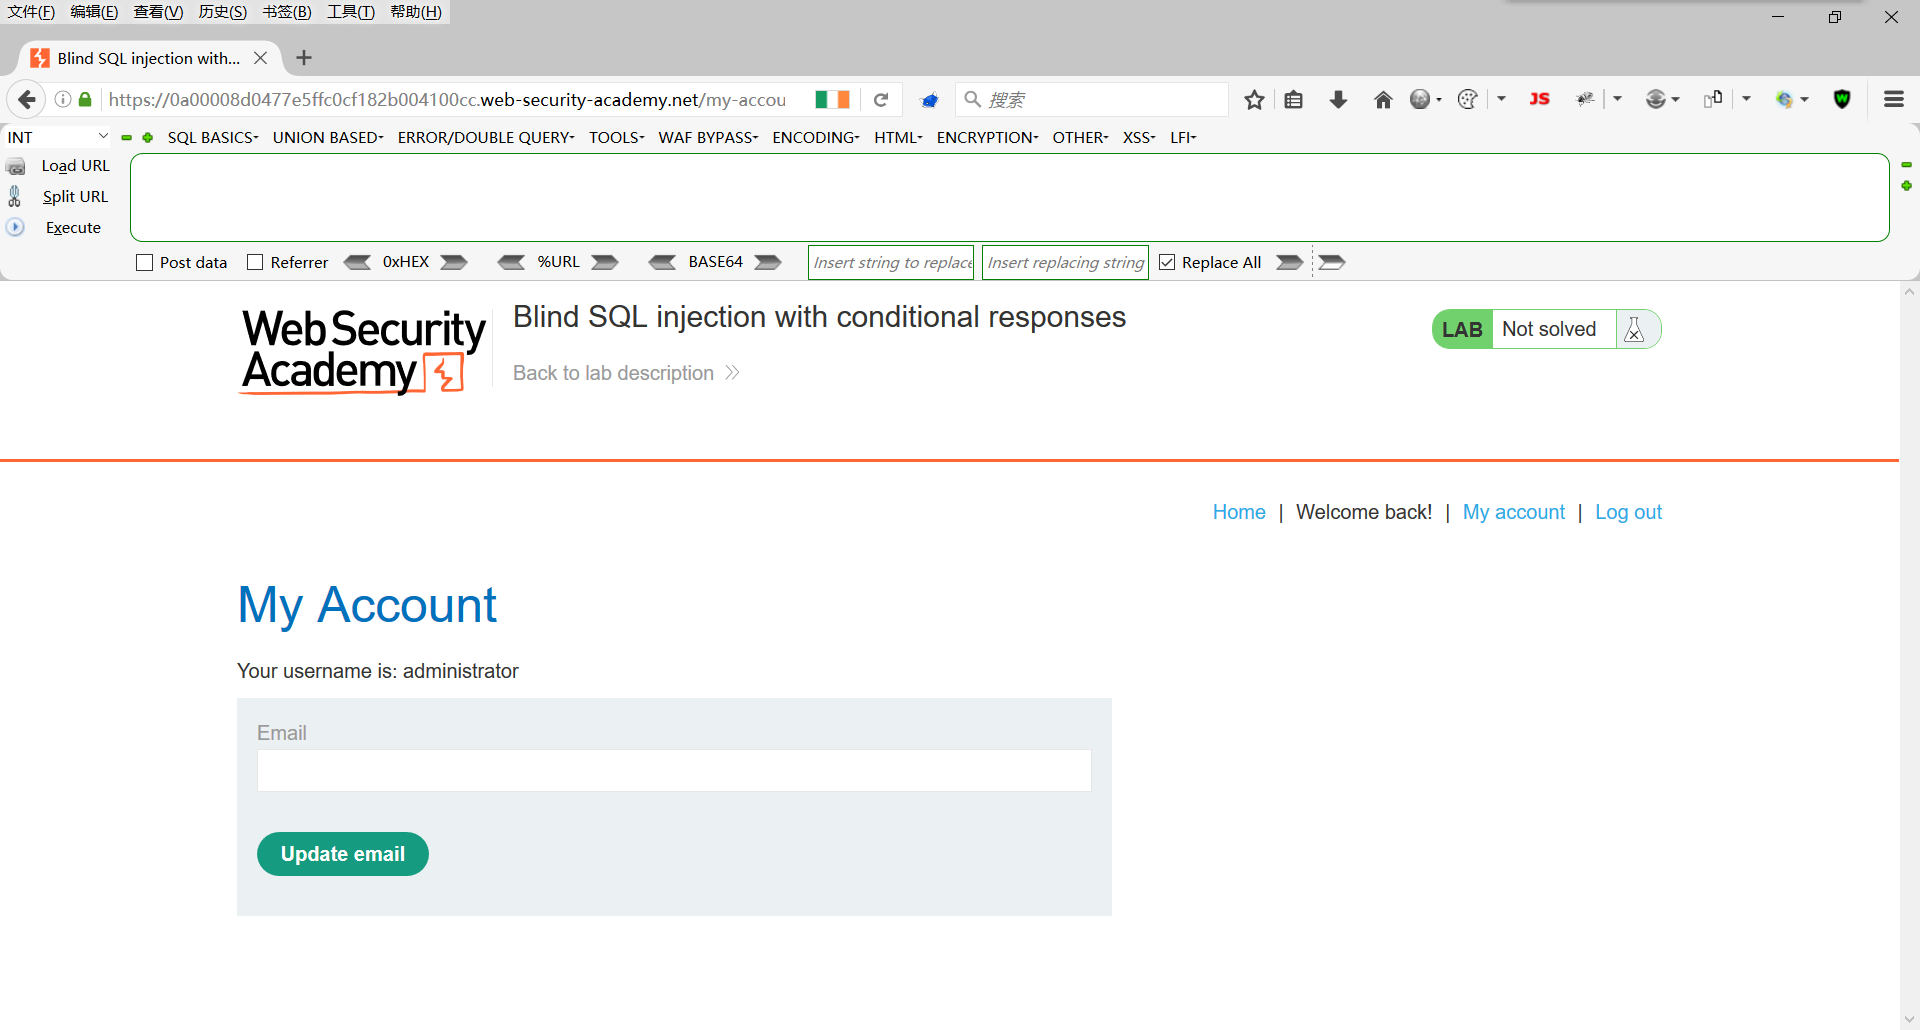 文件(F) 编辑(E) 查看(V) 历史(S) 书签(B) 工具(T) 帮助(H)
Blind SQL injection with...
https://0a00008d0477e5ffc0cf182b004100cc.web-security-academy.net/my-accou
搜索
JS
W
INT
SQL BASICS UNION BASED ERROR/DOUBLE QUERY TOOLS WAF BYPASS ENCODING HTML ENCRYPTION OTHER XSS LFI
Load URL
Split URL
Execute
Post data Referrer 0xHEX %URL BASE64 Insert string to replace Insert replacing string Replace All
Web Security
Academy
Blind SQL injection with conditional responses
Back to lab description
LAB Not solved
Home | Welcome back! | My account | Log out
My Account
Your username is: administrator
Email
Update email